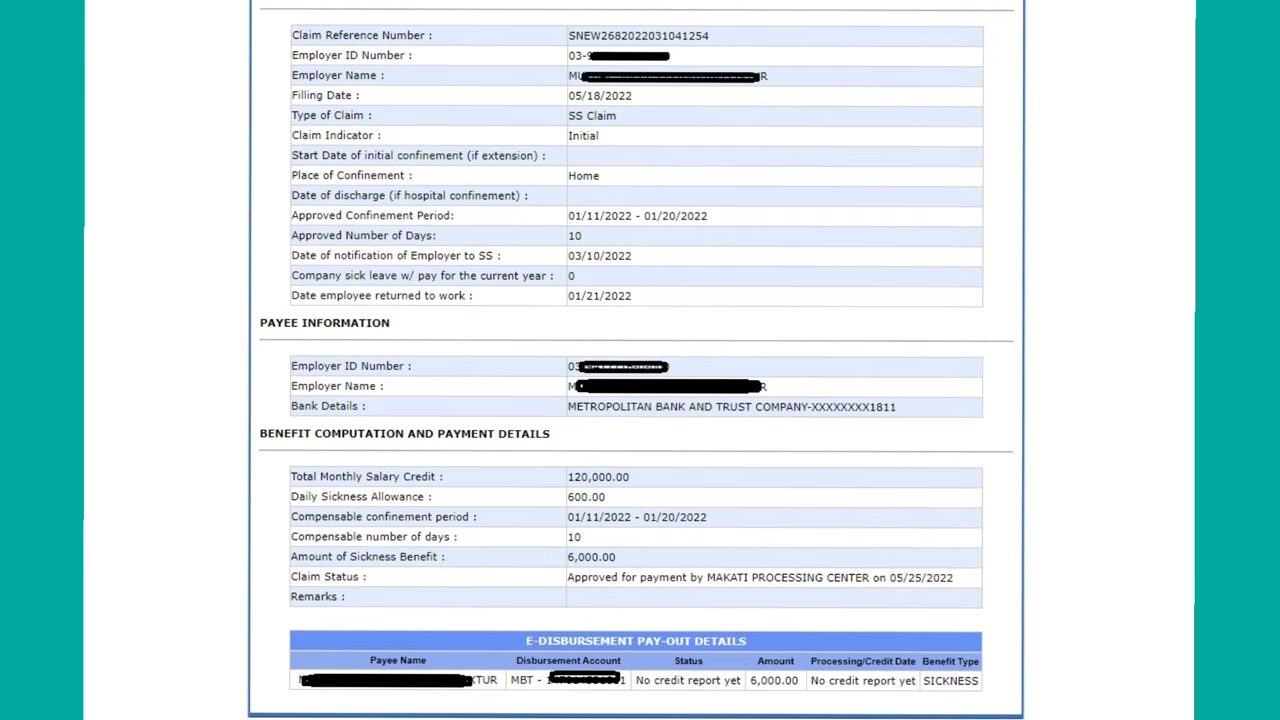 Claim Reference Number : SNEW2682022031041254
Employer ID Number : 03-
Employer Name :
Filling Date : 05/18/2022
Type of Claim : SS Claim
Claim Indicator : Initial
Start Date of initial confinement (if extension) :
Place of Confinement : Home
Date of discharge (if hospital confinement) :
Approved Confinement Period: 01/11/2022 - 01/20/2022
Approved Number of Days: 10
Date of notification of Employer to SS : 03/10/2022
Company sick leave w/ pay for the current year : 0
Date employee returned to work : 01/21/2022
PAYEE INFORMATION
Employer ID Number : 03
Employer Name :
Bank Details : METROPOLITAN BANK AND TRUST COMPANY-XXXXXXXX1811
BENEFIT COMPUTATION AND PAYMENT DETAILS
Total Monthly Salary Credit : 120,000.00
Daily Sickness Allowance : 600.00
Compensable confinement period : 01/11/2022 - 01/20/2022
Compensable number of days : 10
Amount of Sickness Benefit : 6,000.00
Claim Status : Approved for payment by MAKATI PROCESSING CENTER on 05/25/2022
Remarks :
E-DISBURSEMENT PAY-OUT DETAILS
Payee Name Disbursement Account Status Amount Processing/Credit Date Benefit Type
MBT - No credit report yet 6,000.00 No credit report yet SICKNESS